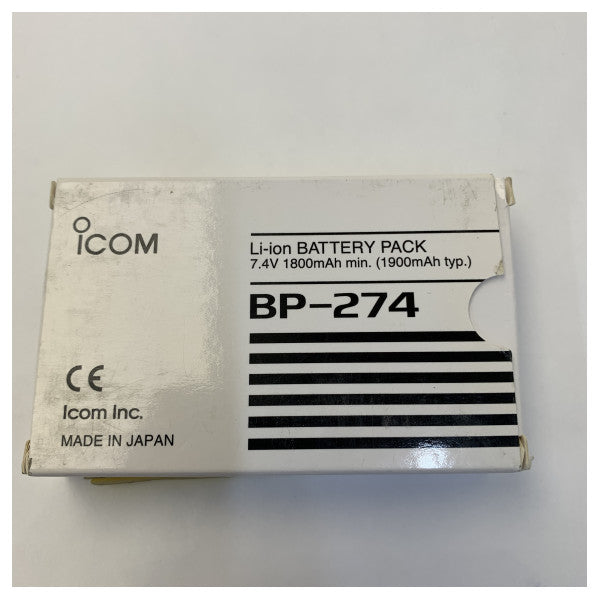 ICOM
Li-ion BATTERY PACK
7.4V 1800mAh min. (1900mAh typ.)
BP-274
CE
Icom Inc.
MADE IN JAPAN